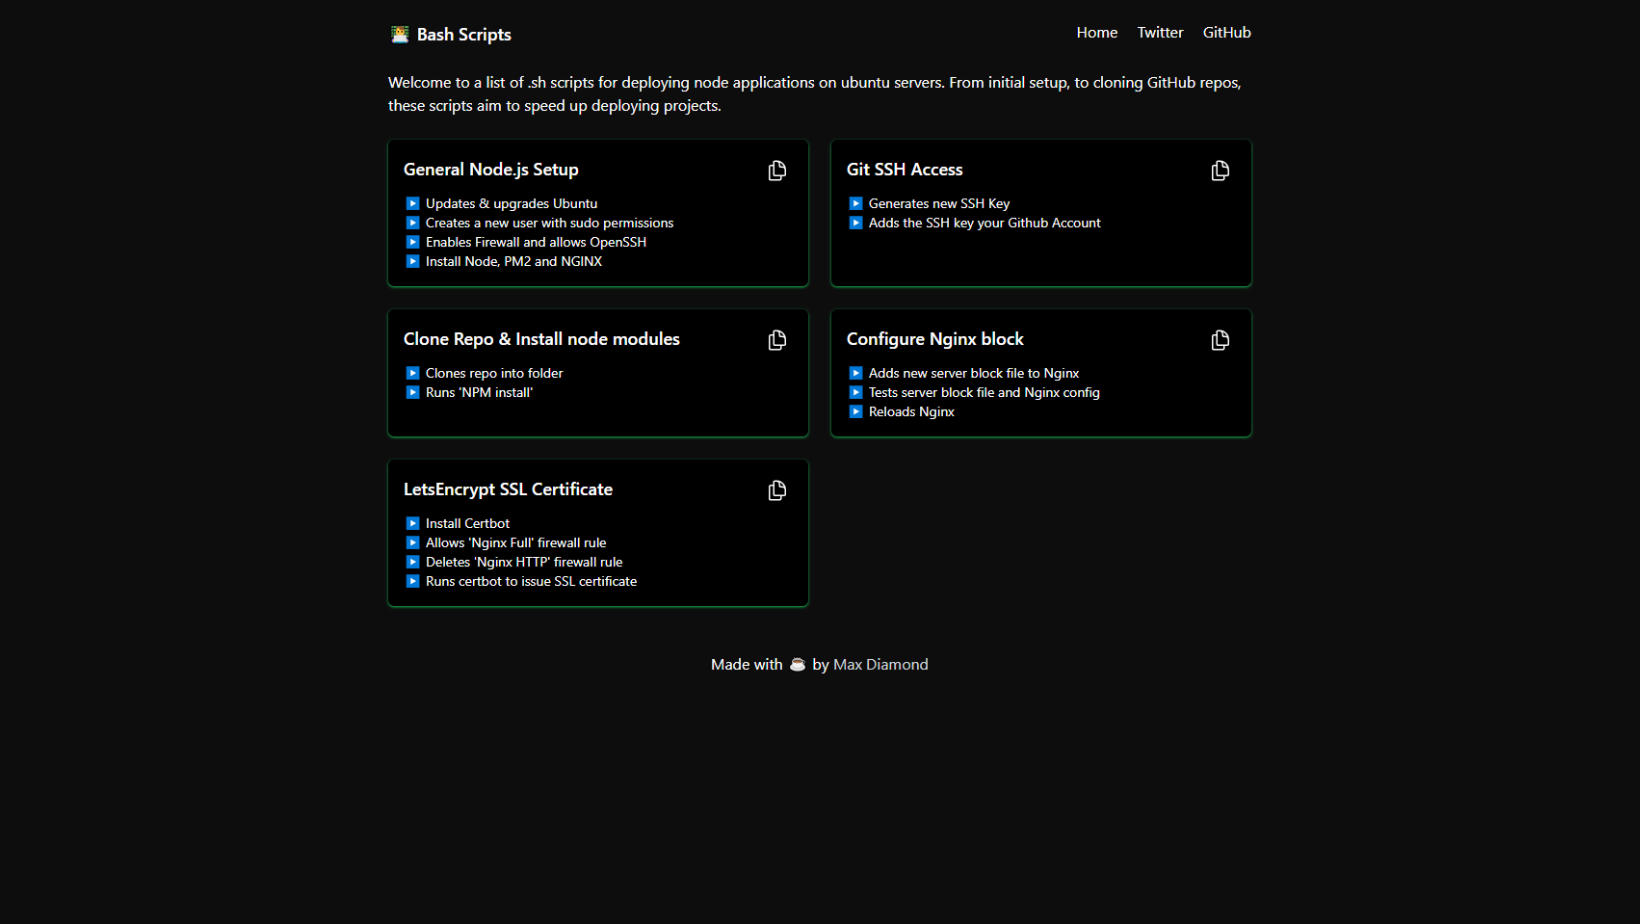 Bash Scripts
Home
Twitter
GitHub
Welcome to a list of .sh scripts for deploying node applications on ubuntu servers. From initial setup, to cloning GitHub repos,
these scripts aim to speed up deploying projects.
General Node.js Setup
Updates & upgrades Ubuntu
Creates a new user with sudo permissions
Enables Firewall and allows OpenSSH
Install Node, PM2 and NGINX
Git SSH Access
Generates new SSH Key
Adds the SSH key your Github Account
Clone Repo & Install node modules
Clones repo into folder
Runs 'NPM install'
Configure Nginx block
Adds new server block file to Nginx
Tests server block file and Nginx config
Reloads Nginx
LetsEncrypt SSL Certificate
Install Certbot
Allows 'Nginx Full' firewall rule
Deletes 'Nginx HTTP' firewall rule
Runs certbot to issue SSL certificate
Made with ☕ by Max Diamond